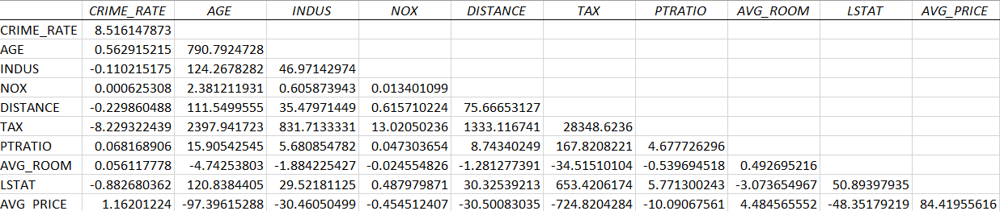 CRIME_RATE AGE INDUS NOX DISTANCE TAX PTRATIO AVG_ROOM LSTAT AVG_PRICE
CRIME_RATE 8.516147873
AGE 0.562915215 790.7924728
INDUS -0.110215175 124.2678282 46.97142974
NOX 0.000625308 2.381211931 0.605873943 0.013401099
DISTANCE -0.229860488 111.5499555 35.47971449 0.615710224 75.66653127
TAX -8.229322439 2397.941723 831.7133331 13.02050236 1333.116741 28348.6236
PTRATIO 0.068168906 15.90542545 5.680854782 0.047303654 8.74340249 167.8208221 4.677726296
AVG_ROOM 0.056117778 -4.74253803 -1.884225427 -0.024554826 -1.281277391 -34.51510104 -0.539694518 0.492695216
LSTAT -0.882680362 120.8384405 29.52181125 0.487979871 30.32539213 653.4206174 5.771300243 -3.073654967 50.89397935
AVG_PRICE 1.16201224 -97.39615288 -30.46050499 -0.454512407 -30.50083035 -724.8204284 -10.09067561 4.484565552 -48.35179219 84.41955616